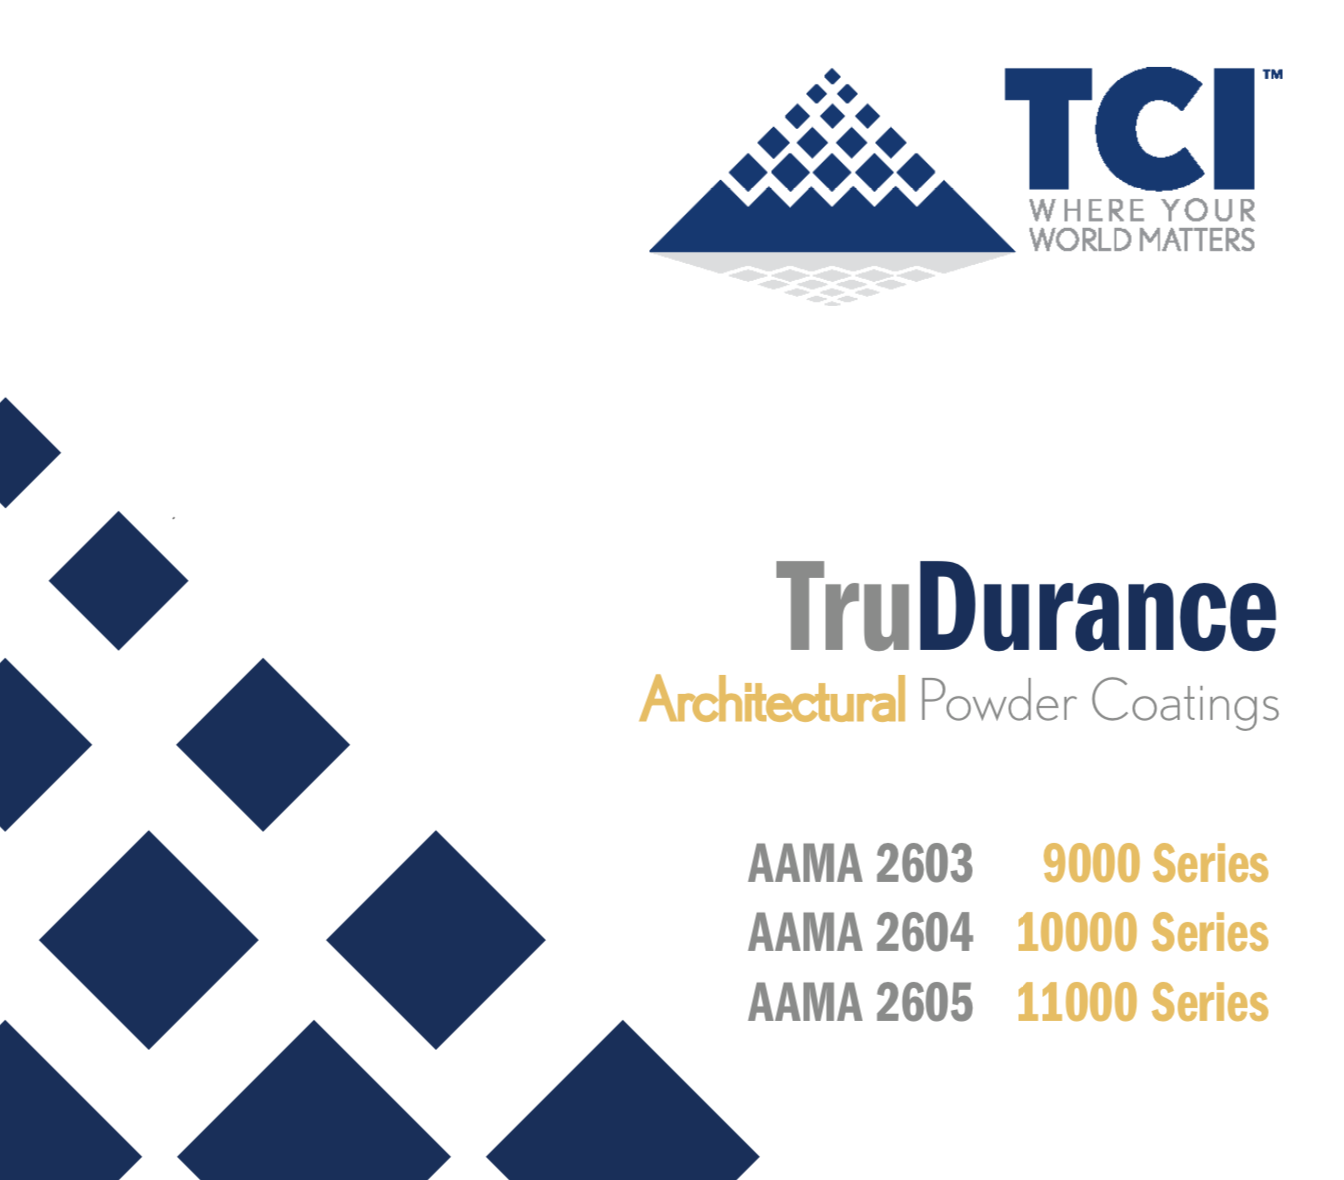 TCI™
WHERE YOUR
WORLD MATTERS
TruDurance
Architectural Powder Coatings
AAMA 2603 9000 Series
AAMA 2604 10000 Series
AAMA 2605 11000 Series